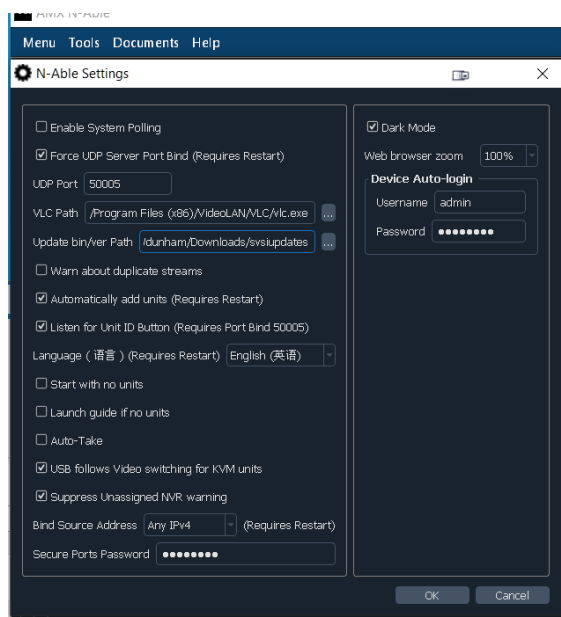 AMX N-Able
Menu Tools Documents Help
N-Able Settings
Enable System Polling
Force UDP Server Port Bind (Requires Restart)
UDP Port 50005
VLC Path /Program Files (x86)/VideoLAN/VLC/vlc.exe ...
Update bin/ver Path /dunham/Downloads/svsiupdates ...
Warn about duplicate streams
Automatically add units (Requires Restart)
Listen for Unit ID Button (Requires Port Bind 50005)
Language ( 语言 ) (Requires Restart) English (英语)
Start with no units
Launch guide if no units
Auto-Take
USB follows Video switching for KVM units
Suppress Unassigned NVR warning
Bind Source Address Any IPv4 (Requires Restart)
Secure Ports Password ●●●●●●●●
Dark Mode
Web browser zoom 100%
Device Auto-login
Username admin
Password ●●●●●●●●
OK Cancel